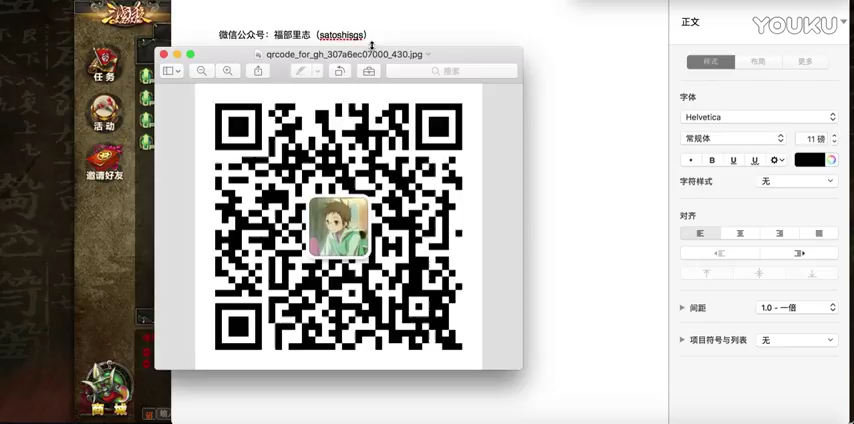 微信公众号：福部里志（satoshisgs）
正文
YOUKU
qrcode_for_gh_307a6ec07000_430.jpg
搜索
样式 布局 更多
字体
Helvetica
常规体 11 磅
B U U
字符样式 无
对齐
间距 1.0 - 一倍
项目符号与列表 无
任务
活动
邀请好友
商城